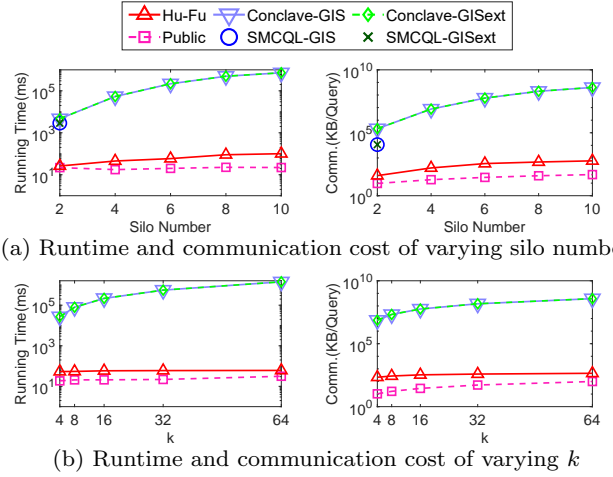 Hu-Fu Conclave-GIS Conclave-GISext
Public SMCQL-GIS SMCQL-GISext
(a)
Running Time(ms)
10^5
10^3
10^1
2 4 6 8 10
Silo Number
Comm.(KB/Query)
10^10
10^5
10^0
2 4 6 8 10
Silo Number
(a) Runtime and communication cost of varying silo numbe
Running Time(ms)
10^5
10^3
10^1
4 8 16 32 64
k
Comm.(KB/Query)
10^10
10^5
10^0
4 8 16 32 64
k
(b) Runtime and communication cost of varying k